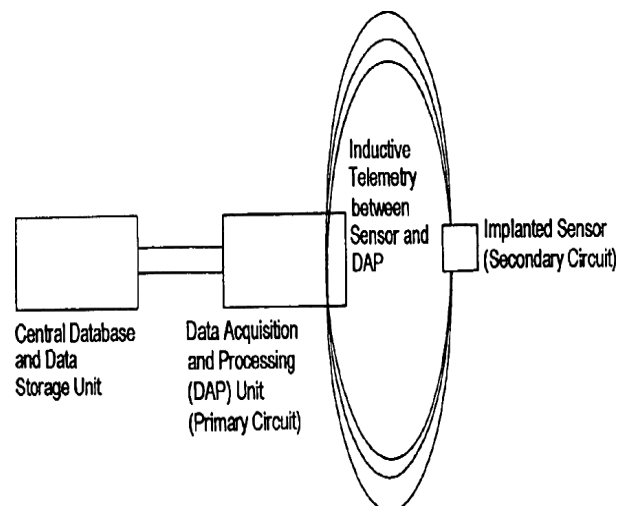 Inductive
Telemetry
between
Sensor and
DAP
Implanted Sensor
(Secondary Circuit)
Central Database
and Data
Storage Unit
Data Acquisition
and Processing
(DAP) Unit
(Primary Circuit)